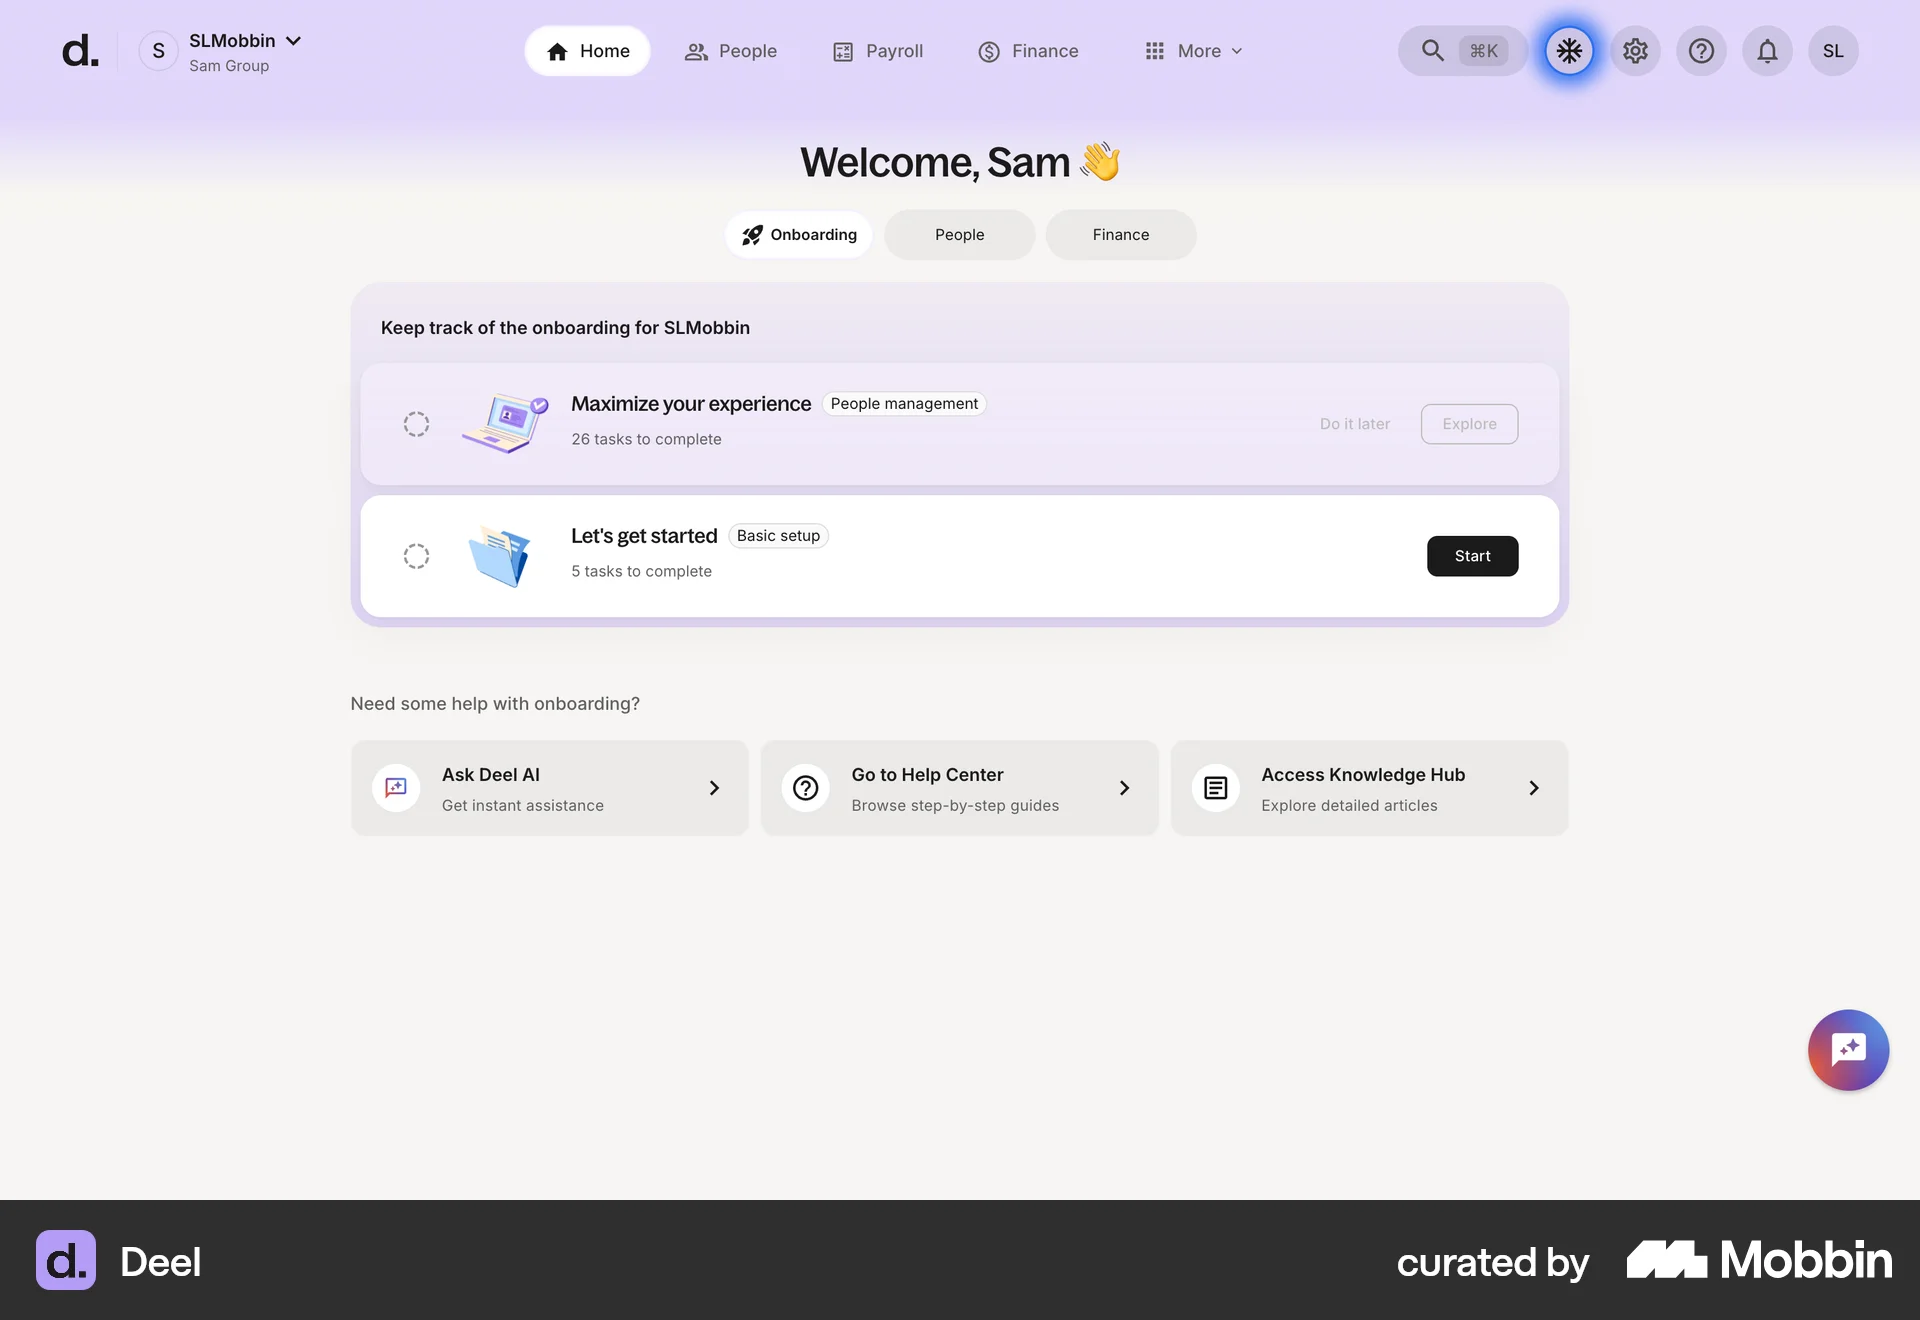 d.
S
SLMobbin
Sam Group
Home
People
Payroll
Finance
More
⌘K
SL
Welcome, Sam 👋
Onboarding
People
Finance
Keep track of the onboarding for SLMobbin
Maximize your experience
People management
26 tasks to complete
Do it later
Explore
Let's get started
Basic setup
5 tasks to complete
Start
Need some help with onboarding?
Ask Deel AI
Get instant assistance
Go to Help Center
Browse step-by-step guides
Access Knowledge Hub
Explore detailed articles
d.
Deel
curated by
Mobbin